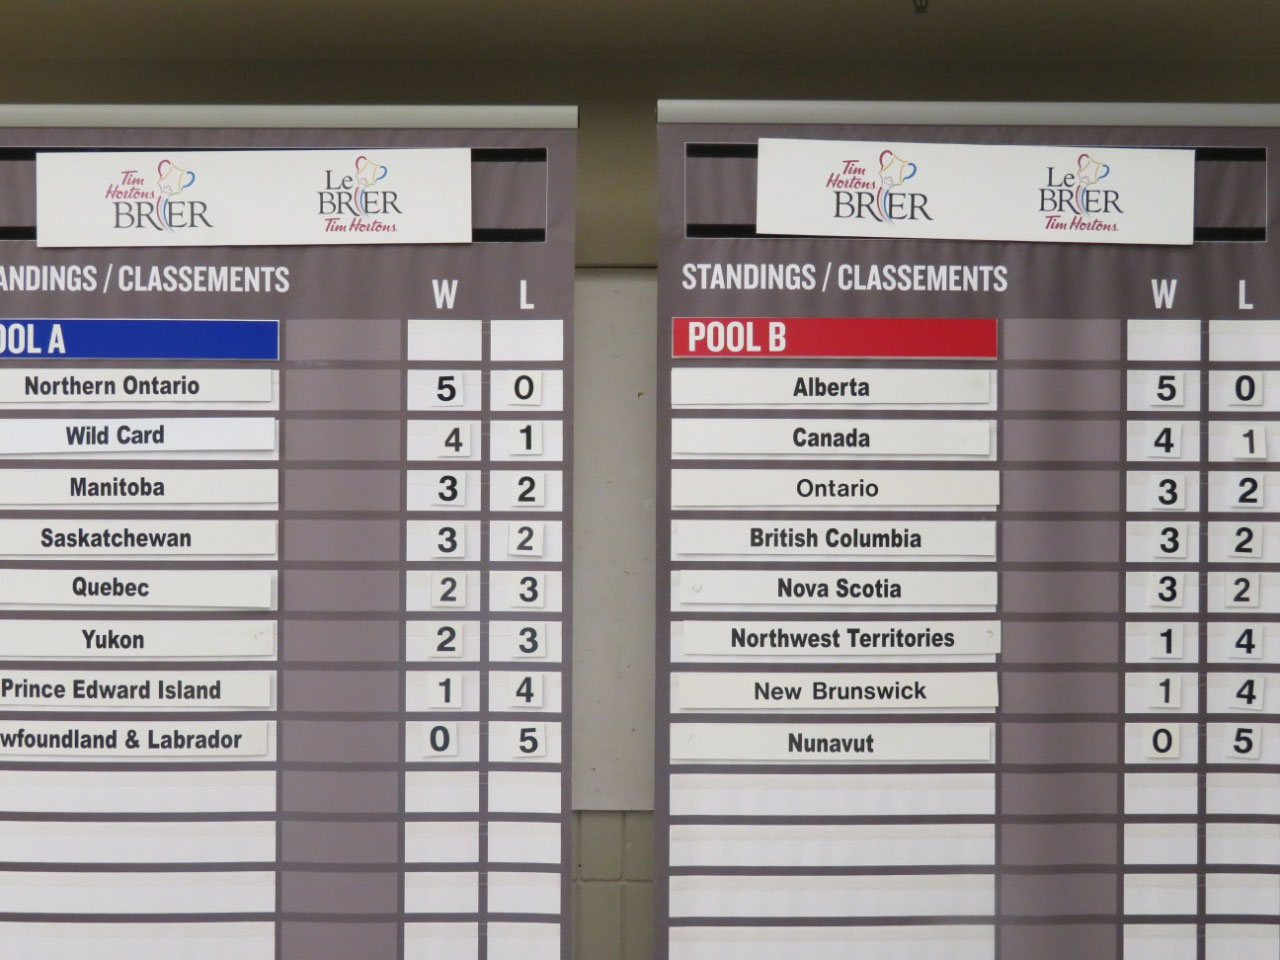 Tim Hortons BRIER
Le BRIER Tim Hortons
ANDINGS / CLASSEMENTS W L
OOL A
Northern Ontario 5 0
Wild Card 4 1
Manitoba 3 2
Saskatchewan 3 2
Quebec 2 3
Yukon 2 3
Prince Edward Island 1 4
wfoundland & Labrador 0 5
Tim Hortons BRIER
Le BRIER Tim Hortons
STANDINGS / CLASSEMENTS W L
POOL B
Alberta 5 0
Canada 4 1
Ontario 3 2
British Columbia 3 2
Nova Scotia 3 2
Northwest Territories 1 4
New Brunswick 1 4
Nunavut 0 5